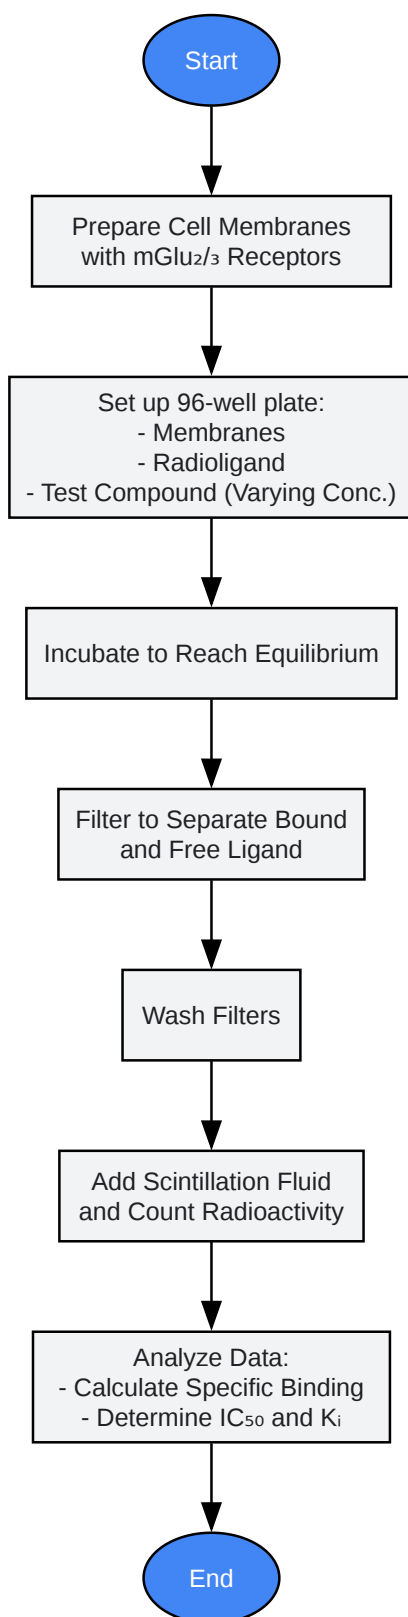 Start
Prepare Cell Membranes
with mGlu₂/₃ Receptors
Set up 96-well plate:
- Membranes
- Radioligand
- Test Compound (Varying Conc.)
Incubate to Reach Equilibrium
Filter to Separate Bound
and Free Ligand
Wash Filters
Add Scintillation Fluid
and Count Radioactivity
Analyze Data:
- Calculate Specific Binding
- Determine IC₅₀ and Kᵢ
End